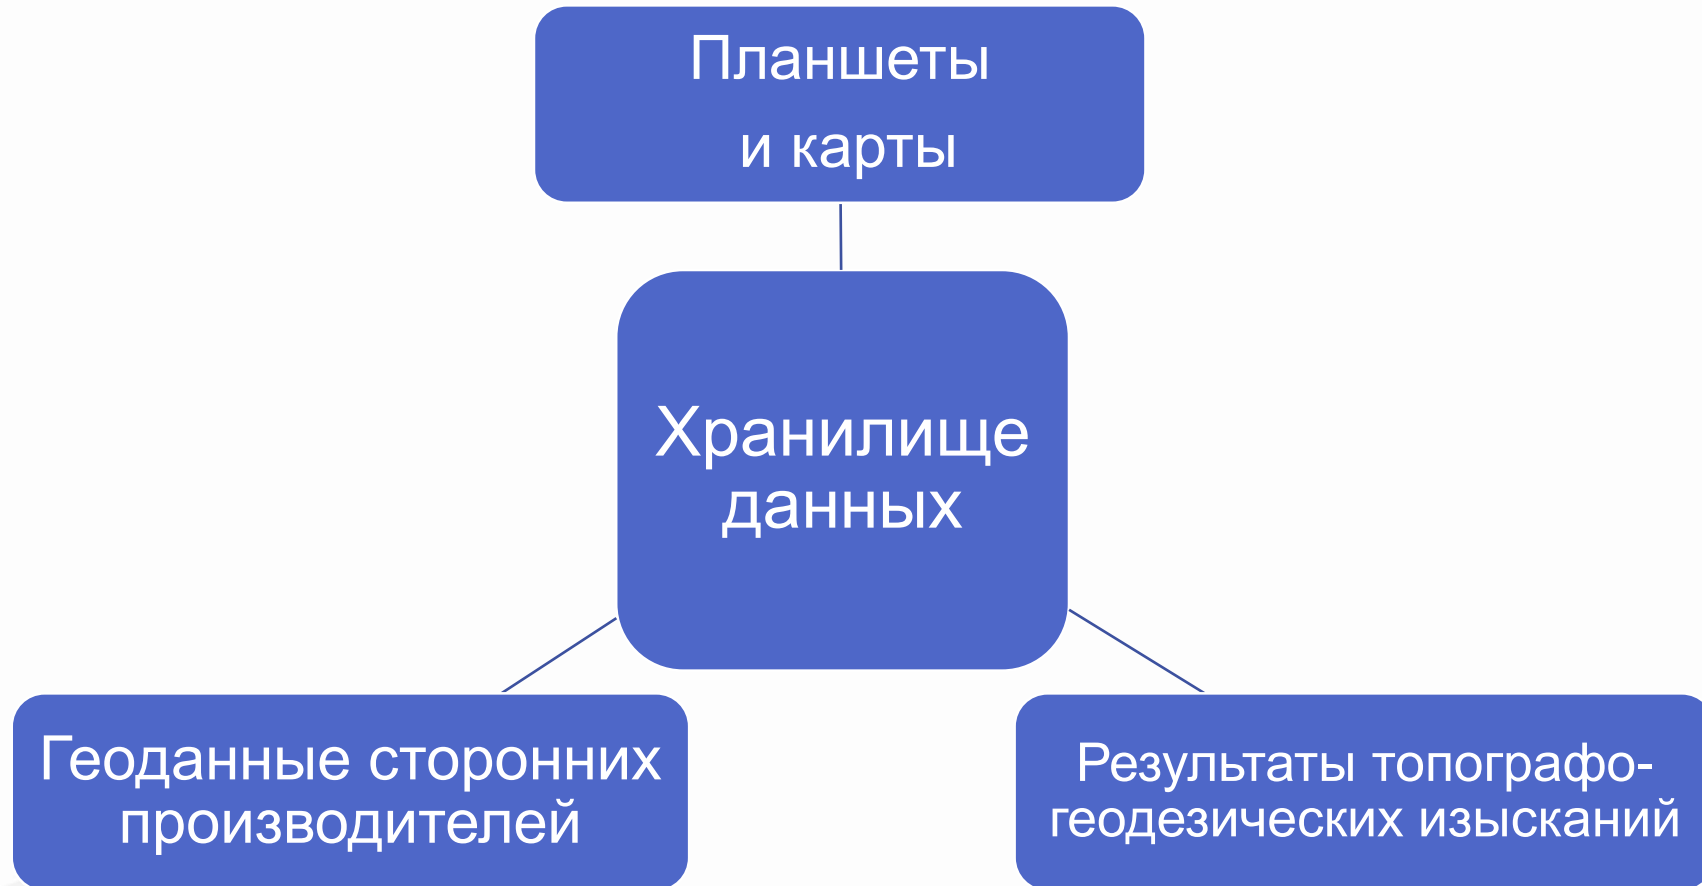 Планшеты
и карты
Хранилище
данных
Геоданные сторонних
производителей
Результаты топографо-
геодезических изысканий